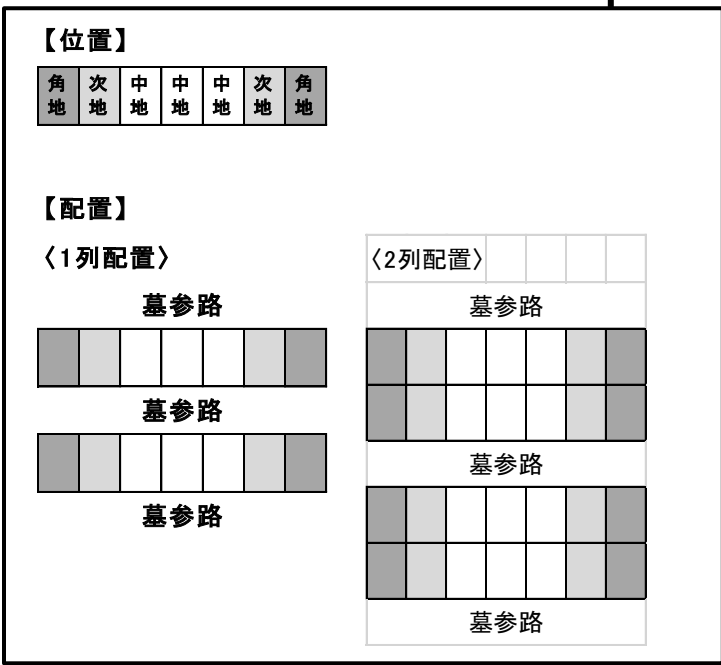 【位置】
角地 次地 中地 中地 中地 次地 角地
【配置】
〈1列配置〉
墓参路
墓参路
墓参路
〈2列配置〉
墓参路
墓参路
墓参路